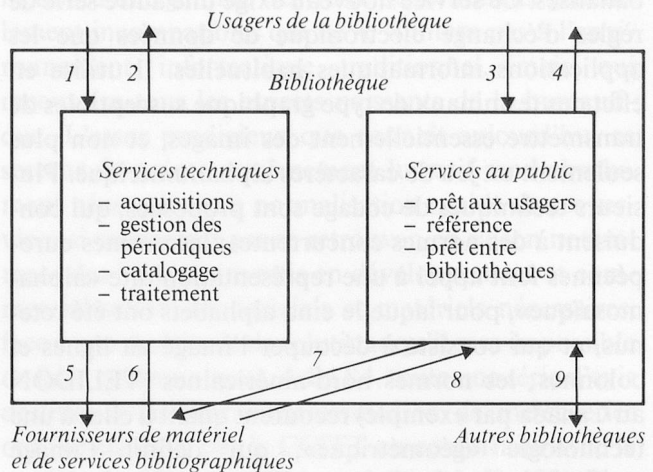 Usagers de la bibliothèque
1 2 3 4
Bibliothèque
Services techniques
– acquisitions
– gestion des
périodiques
– catalogage
– traitement
Services au public
– prêt aux usagers
– référence
– prêt entre
bibliothèques
5 6 7 8 9
Fournisseurs de matériel
et de services bibliographiques
Autres bibliothèques